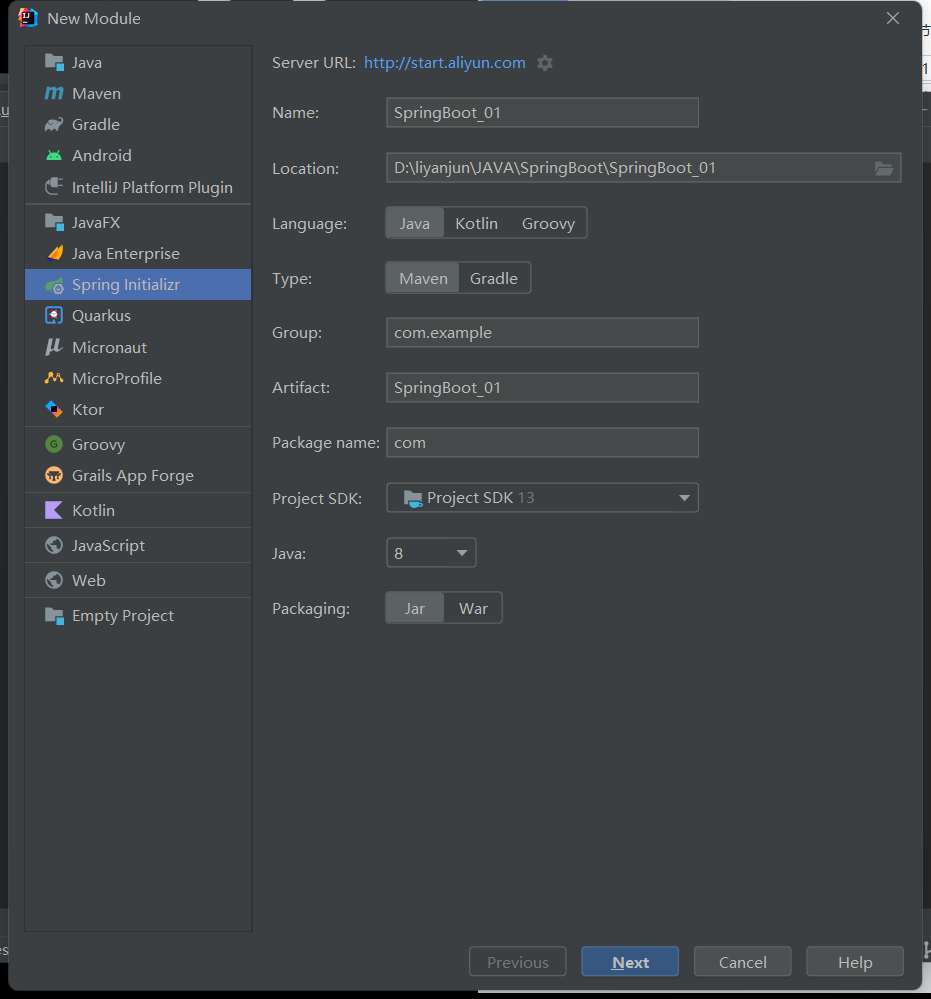 New Module
Java
Maven
Gradle
Android
IntelliJ Platform Plugin
JavaFX
Java Enterprise
Spring Initializr
Quarkus
Micronaut
MicroProfile
Ktor
Groovy
Grails App Forge
Kotlin
JavaScript
Web
Empty Project
Server URL: http://start.aliyun.com
Name: SpringBoot_01
Location: D:\liyanjun\JAVA\SpringBoot\SpringBoot_01
Language: Java Kotlin Groovy
Type: Maven Gradle
Group: com.example
Artifact: SpringBoot_01
Package name: com
Project SDK: Project SDK 13
Java: 8
Packaging: Jar War
Previous Next Cancel Help